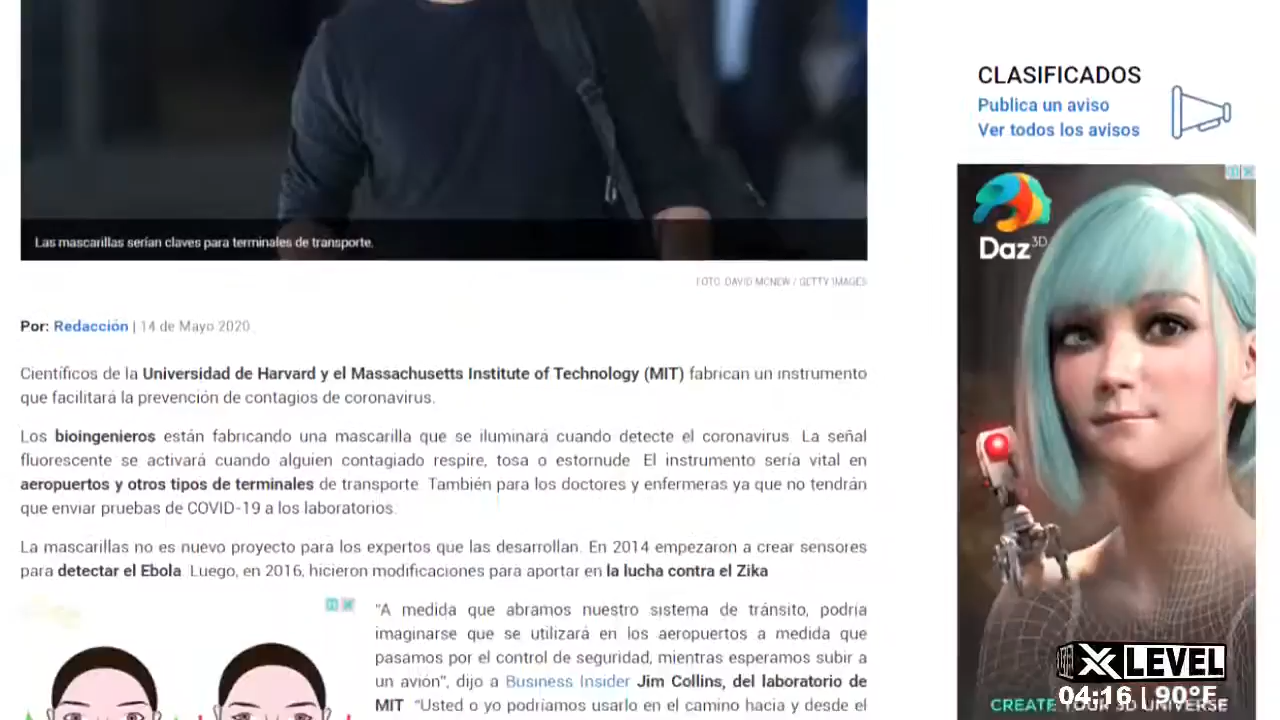 Las mascarillas serían claves para terminales de transporte.
FOTO: DAVID MCNEW / GETTY IMAGES
Por: Redacción | 14 de Mayo 2020
Científicos de la Universidad de Harvard y el Massachusetts Institute of Technology (MIT) fabrican un instrumento
que facilitará la prevención de contagios de coronavirus.
Los bioingenieros están fabricando una mascarilla que se iluminará cuando detecte el coronavirus. La señal
fluorescente se activará cuando alguien contagiado respire, tosa o estornude. El instrumento sería vital en
aeropuertos y otros tipos de terminales de transporte. También para los doctores y enfermeras ya que no tendrán
que enviar pruebas de COVID-19 a los laboratorios.
La mascarillas no es nuevo proyecto para los expertos que las desarrollan. En 2014 empezaron a crear sensores
para detectar el Ebola. Luego, en 2016, hicieron modificaciones para aportar en la lucha contra el Zika
"A medida que abramos nuestro sistema de tránsito, podría
imaginarse que se utilizará en los aeropuertos a medida que
pasamos por el control de seguridad, mientras esperamos subir a
un avión", dijo a Business Insider Jim Collins, del laboratorio de
MIT. "Usted o yo podríamos usarlo en el camino hacia y desde el
CLASIFICADOS
Publica un aviso
Ver todos los avisos
Daz 3D
XLEVEL
CREATE YOUR 3D UNIVERSE
04:16 | 90°F